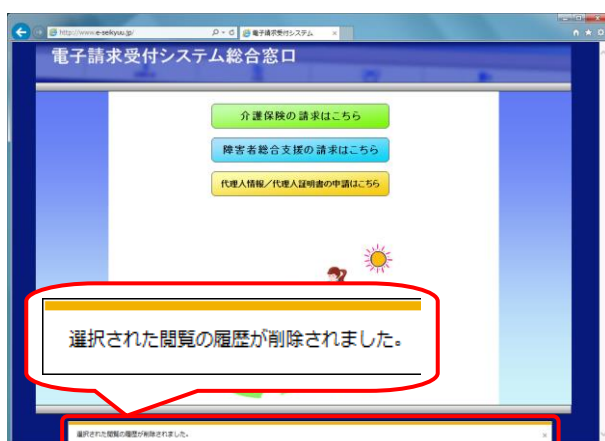 http://www.e-seikyuu.jp/
電子請求受付システム
電子請求受付システム総合窓口
介護保険の請求はこちら
障害者総合支援の請求はこちら
代理人情報／代理人証明書の申請はこちら
選択された閲覧の履歴が削除されました。
選択された閲覧の履歴が削除されました。